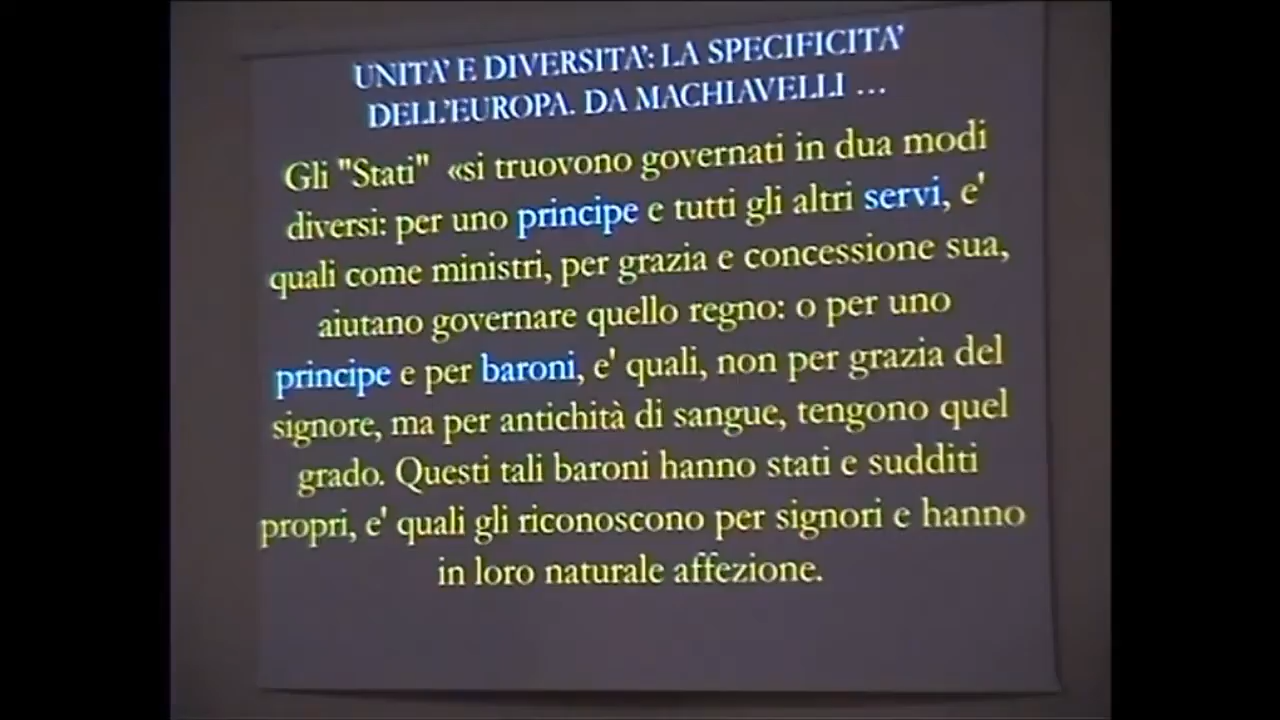 UNITA' E DIVERSITA': LA SPECIFICITA'
DELL'EUROPA. DA MACHIAVELLI ...
Gli "Stati" «si truovono governati in dua modi
diversi: per uno principe e tutti gli altri servi, e'
quali come ministri, per grazia e concessione sua,
aiutano governare quello regno: o per uno
principe e per baroni, e' quali, non per grazia del
signore, ma per antichità di sangue, tengono quel
grado. Questi tali baroni hanno stati e sudditi
propri, e' quali gli riconoscono per signori e hanno
in loro naturale affezione.